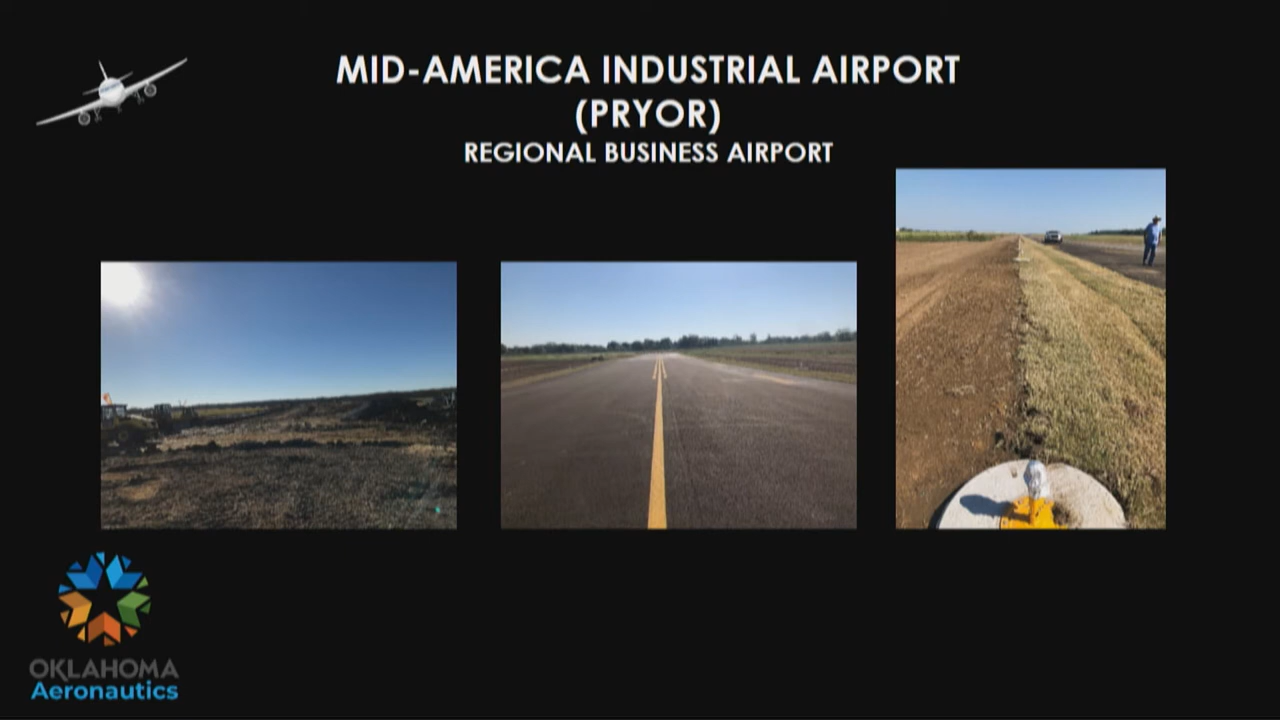 MID-AMERICA INDUSTRIAL AIRPORT
(PRYOR)
REGIONAL BUSINESS AIRPORT
OKLAHOMA
Aeronautics